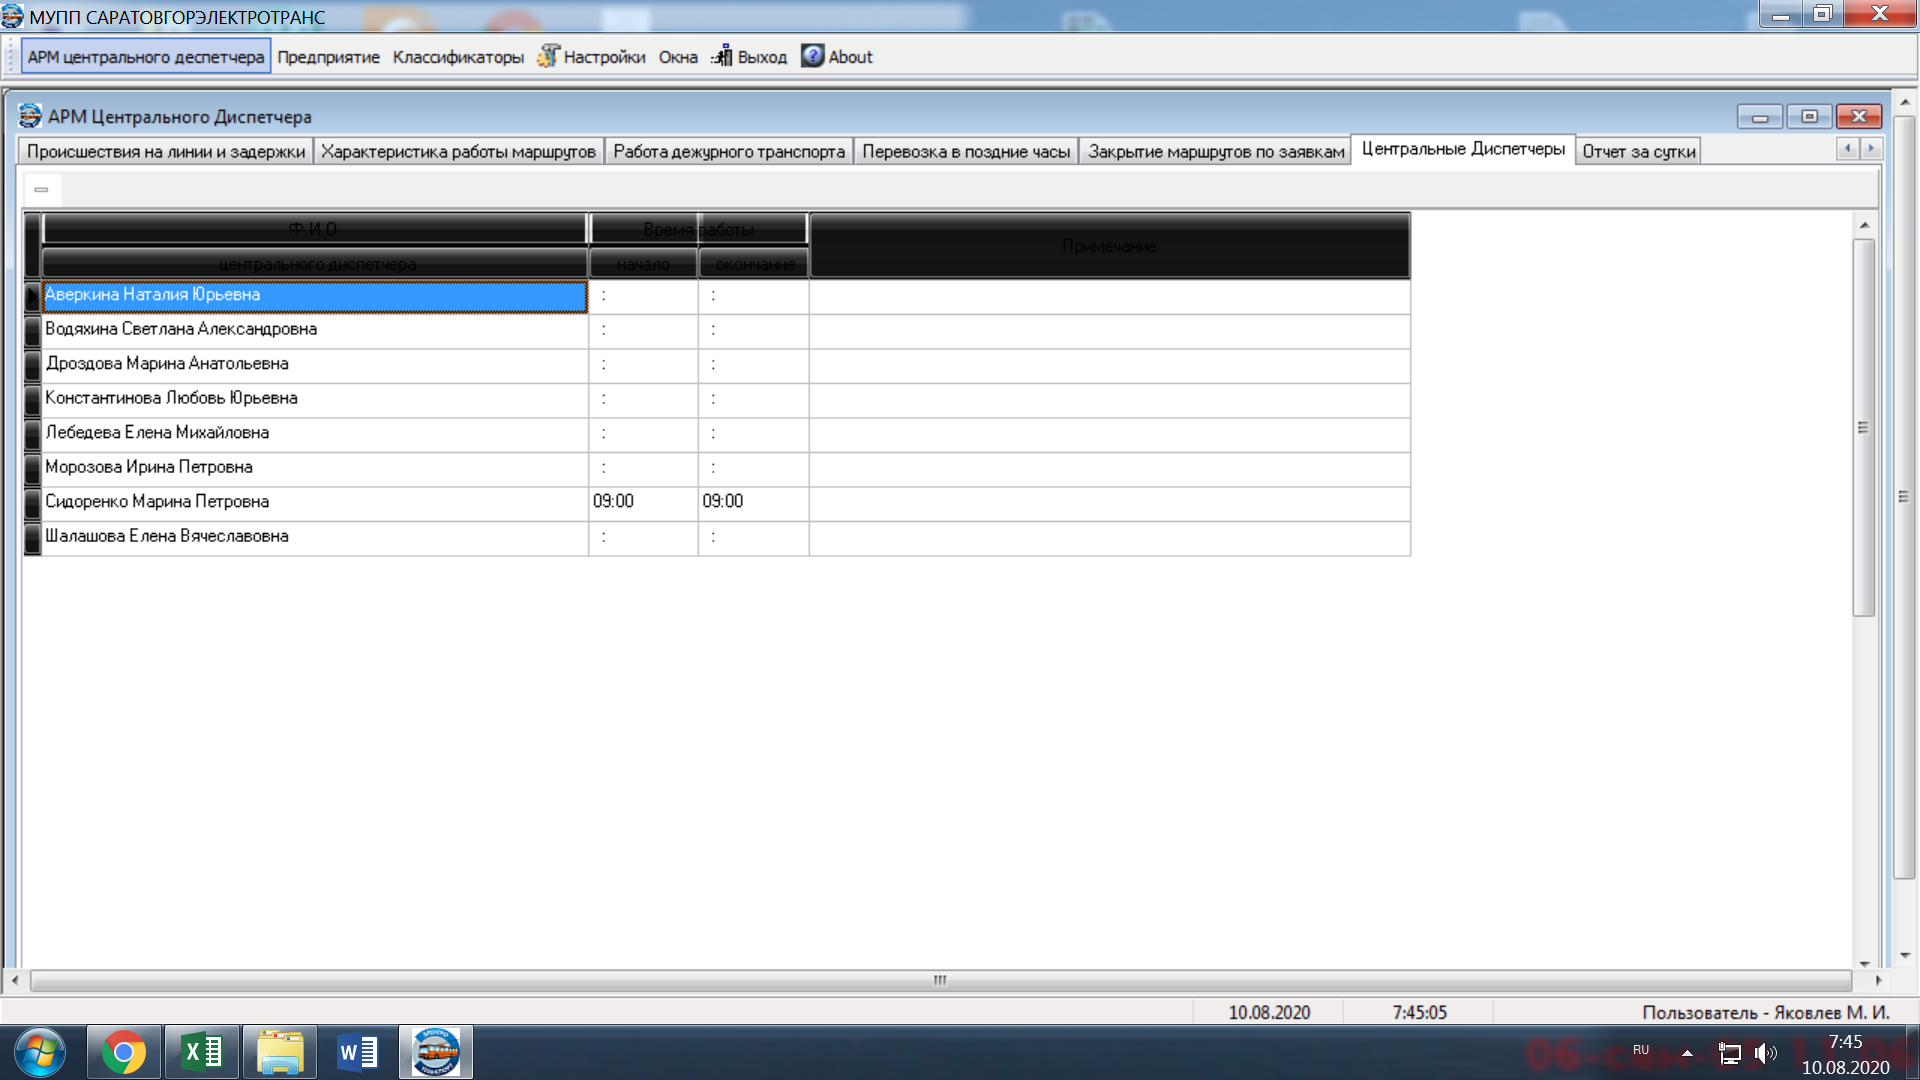 МУПП САРАТОВГОРЭЛЕКТРОТРАНС
АРМ центрального деспетчера Предприятие Классификаторы Настройки Окна Выход About
АРМ Центрального Диспетчера
Происшествия на линии и задержки Характеристика работы маршрутов Работа дежурного транспорта Перевозка в поздние часы Закрытие маршрутов по заявкам Центральные Диспетчеры Отчет за сутки
Ф.И.О. Время работы Примечание
центрального диспетчера начало окончание
Аверкина Наталия Юрьевна : :
Водяхина Светлана Александровна : :
Дроздова Марина Анатольевна : :
Константинова Любовь Юрьевна : :
Лебедева Елена Михайловна : :
Морозова Ирина Петровна : :
Сидоренко Марина Петровна 09:00 09:00
Шалашова Елена Вячеславовна : :
10.08.2020 7:45:05 Пользователь - Яковлев М. И.
RU 7:45
10.08.2020